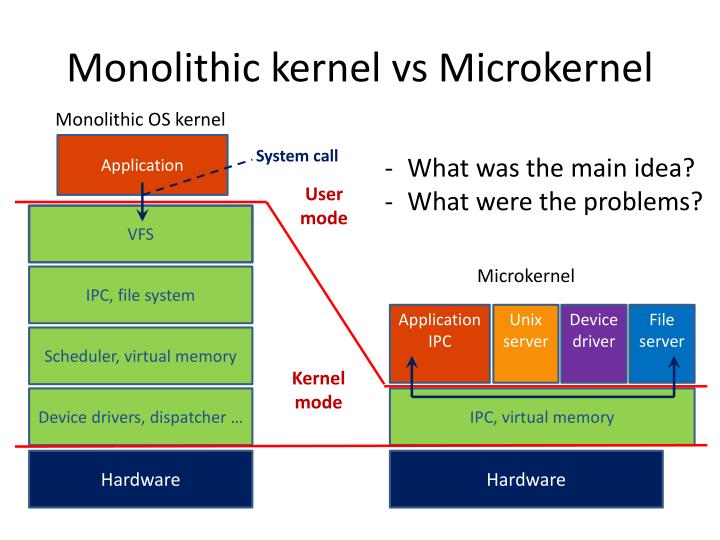 Monolithic kernel vs Microkernel
Monolithic OS kernel
Application
System call
User
mode
VFS
IPC, file system
Scheduler, virtual memory
Kernel
mode
Device drivers, dispatcher …
Hardware
- What was the main idea?
- What were the problems?
Microkernel
Application
IPC
Unix
server
Device
driver
File
server
IPC, virtual memory
Hardware